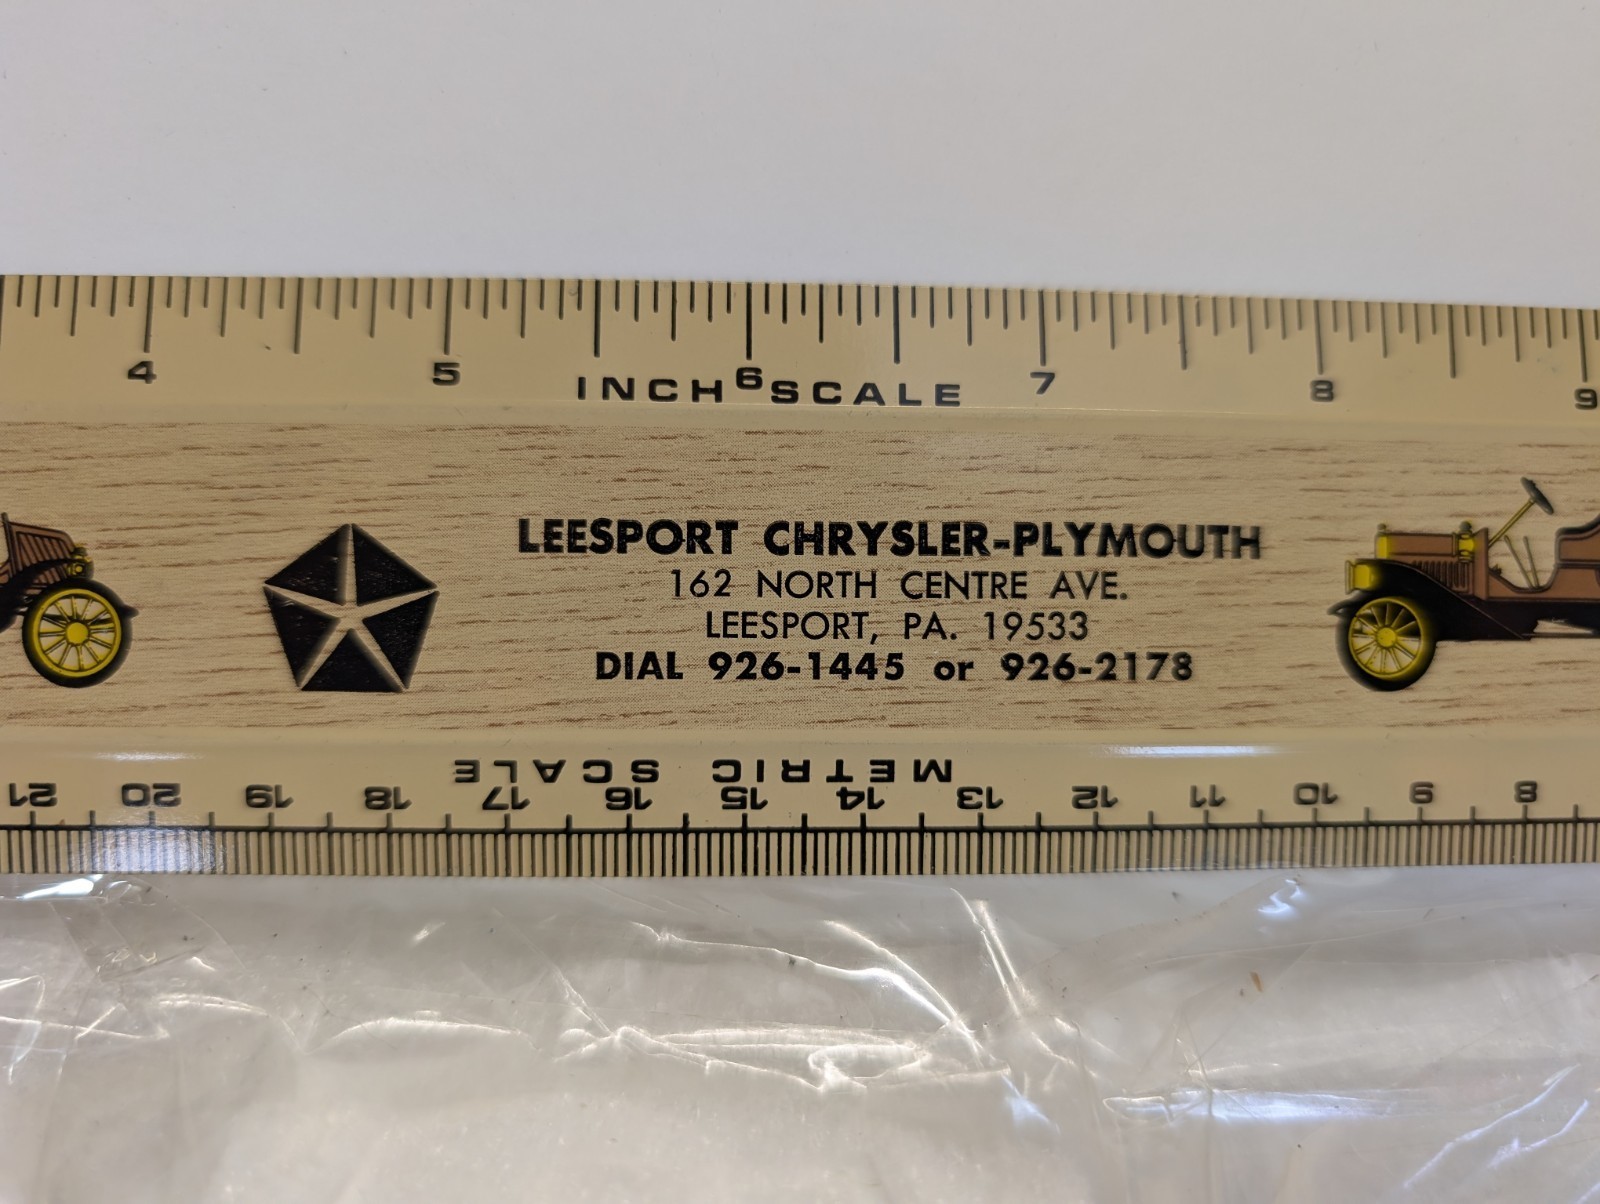 4 5 6 7 8 9
INCH SCALE
LEESPORT CHRYSLER-PLYMOUTH
162 NORTH CENTRE AVE.
LEESPORT, PA. 19533
DIAL 926-1445 or 926-2178
METRIC SCALE
21 20 19 18 17 16 15 14 13 12 11 10 9 8